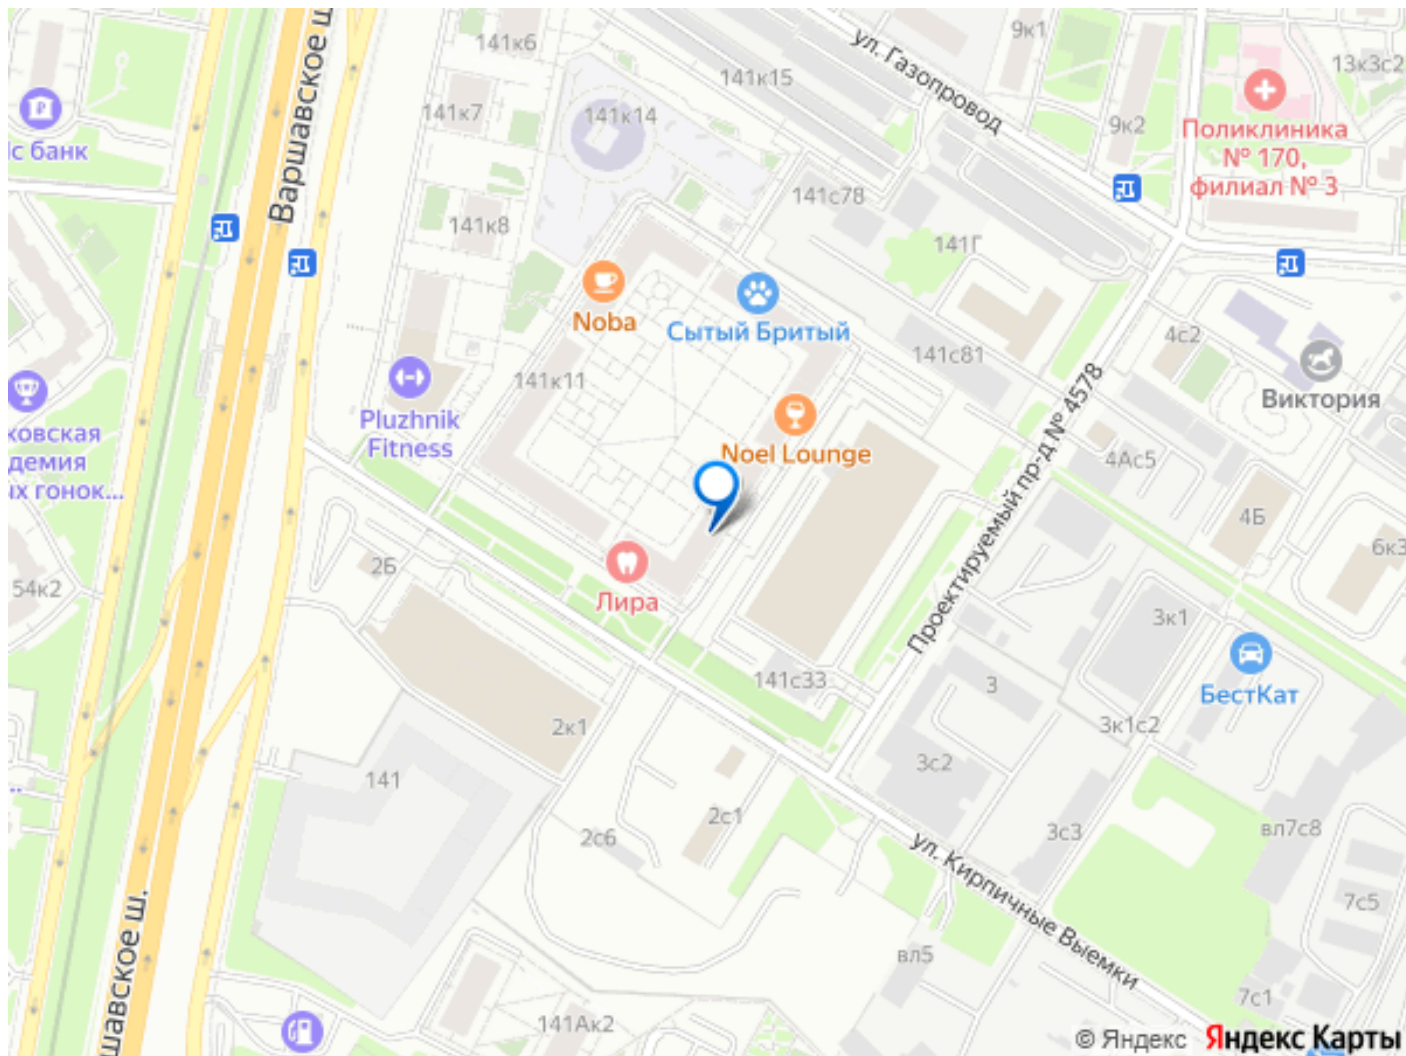 Варшавское ш.
141к6
141к15
ул. Газопровод
9к1
13к3с2
141к7
141к14
9к2
Поликлиника
№ 170,
филиал № 3
с банк
141к8
141с78
141Г
Noba
Сытый Бритый
4с2
141с81
Виктория
141к11
Pluzhnik
Fitness
Проектируемый пр-д № 4578
ховская
демия
ых гонок...
Noel Lounge
4Ас5
4Б
6к3
2Б
54к2
Лира
3к1
141с33
3
БестКат
2к1
3к1с2
141
3с2
2с1
2с6
3с3
вл7с8
ул. Кирпичные Выемки
7с5
шавское ш.
вл5
7с1
141Ак2
© Яндекс Яндекс Карты